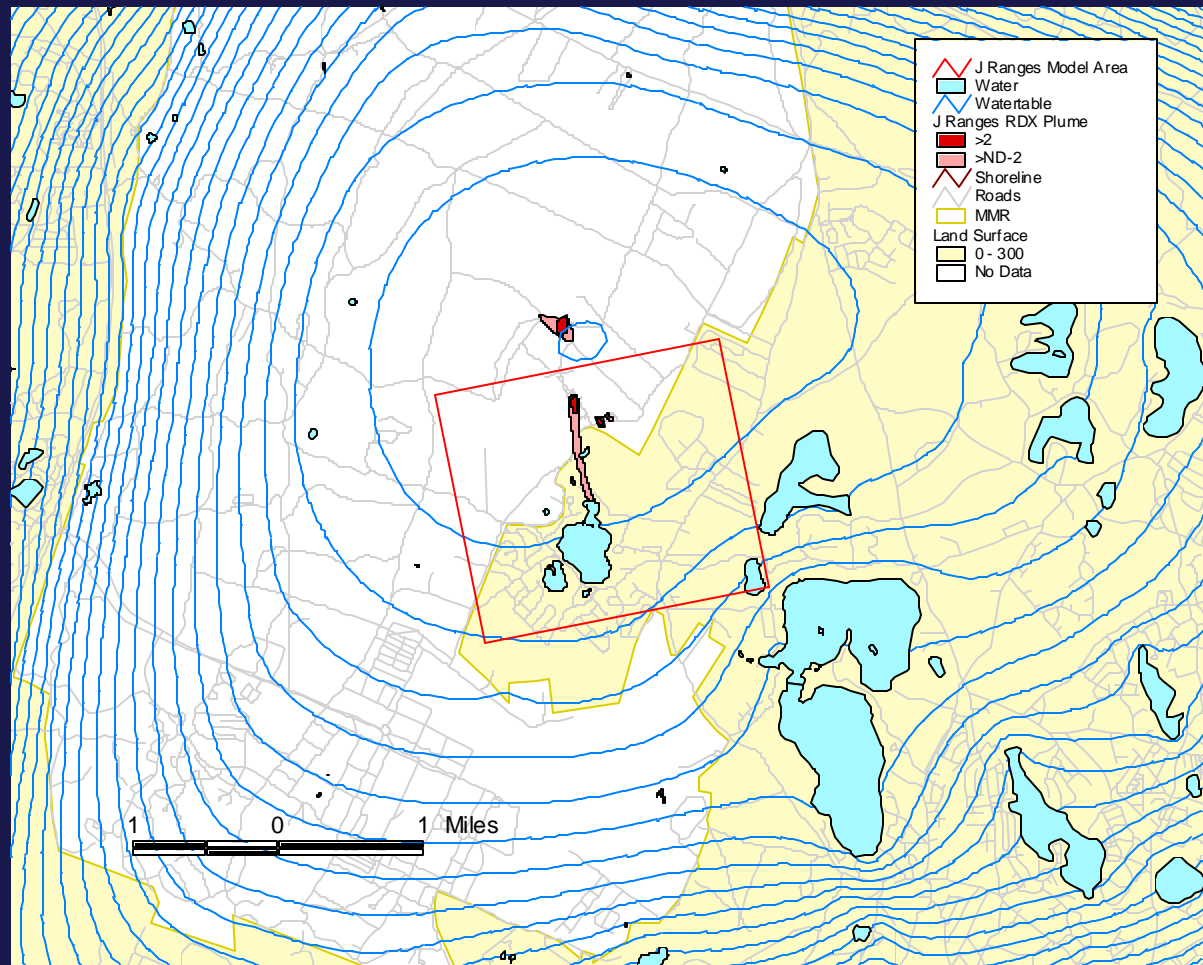 J Ranges Model Area
Water
Watertable
J Ranges RDX Plume
>2
>ND-2
Shoreline
Roads
MMR
Land Surface
0 - 300
No Data
1 0 1 Miles